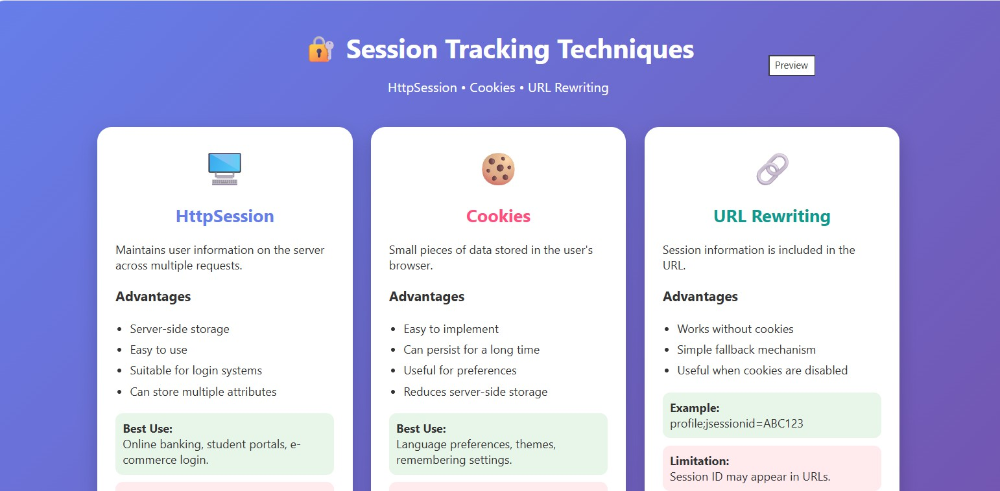 Session Tracking Techniques
Preview
HttpSession • Cookies • URL Rewriting
HttpSession
Maintains user information on the server
across multiple requests.
Advantages
• Server-side storage
• Easy to use
• Suitable for login systems
• Can store multiple attributes
Best Use:
Online banking, student portals, e-
commerce login.
Cookies
Small pieces of data stored in the user's
browser.
Advantages
• Easy to implement
• Can persist for a long time
• Useful for preferences
• Reduces server-side storage
Best Use:
Language preferences, themes,
remembering settings.
URL Rewriting
Session information is included in the
URL.
Advantages
• Works without cookies
• Simple fallback mechanism
• Useful when cookies are disabled
Example:
profile;jsessionid=ABC123
Limitation:
Session ID may appear in URLs.